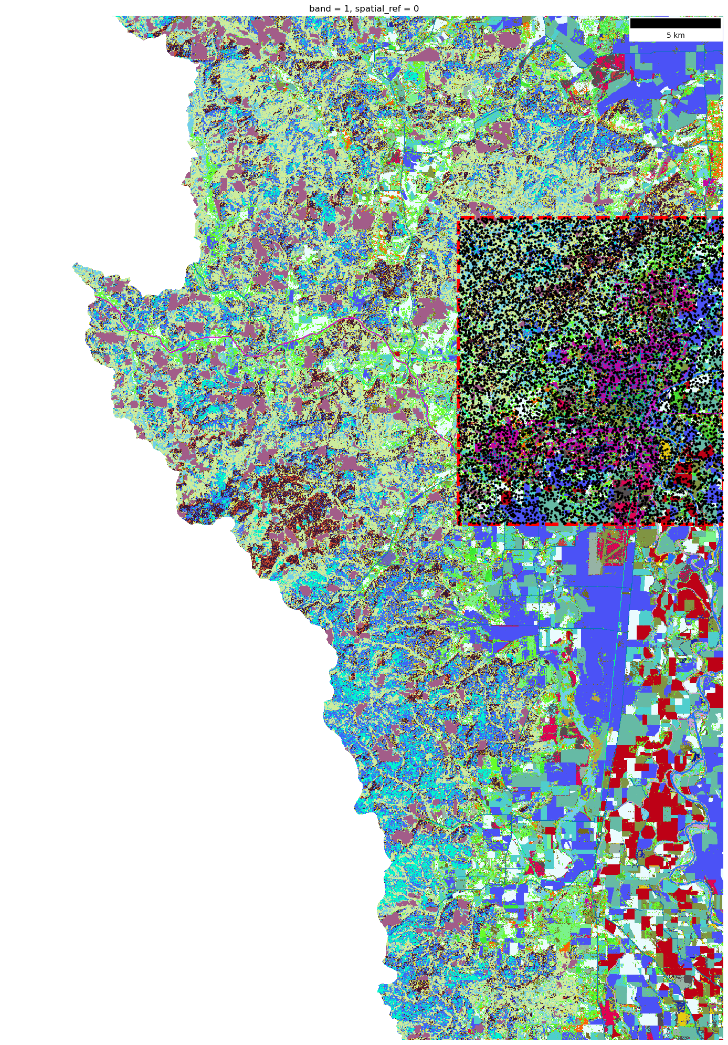 band = 1, spatial_ref = 0
5 km